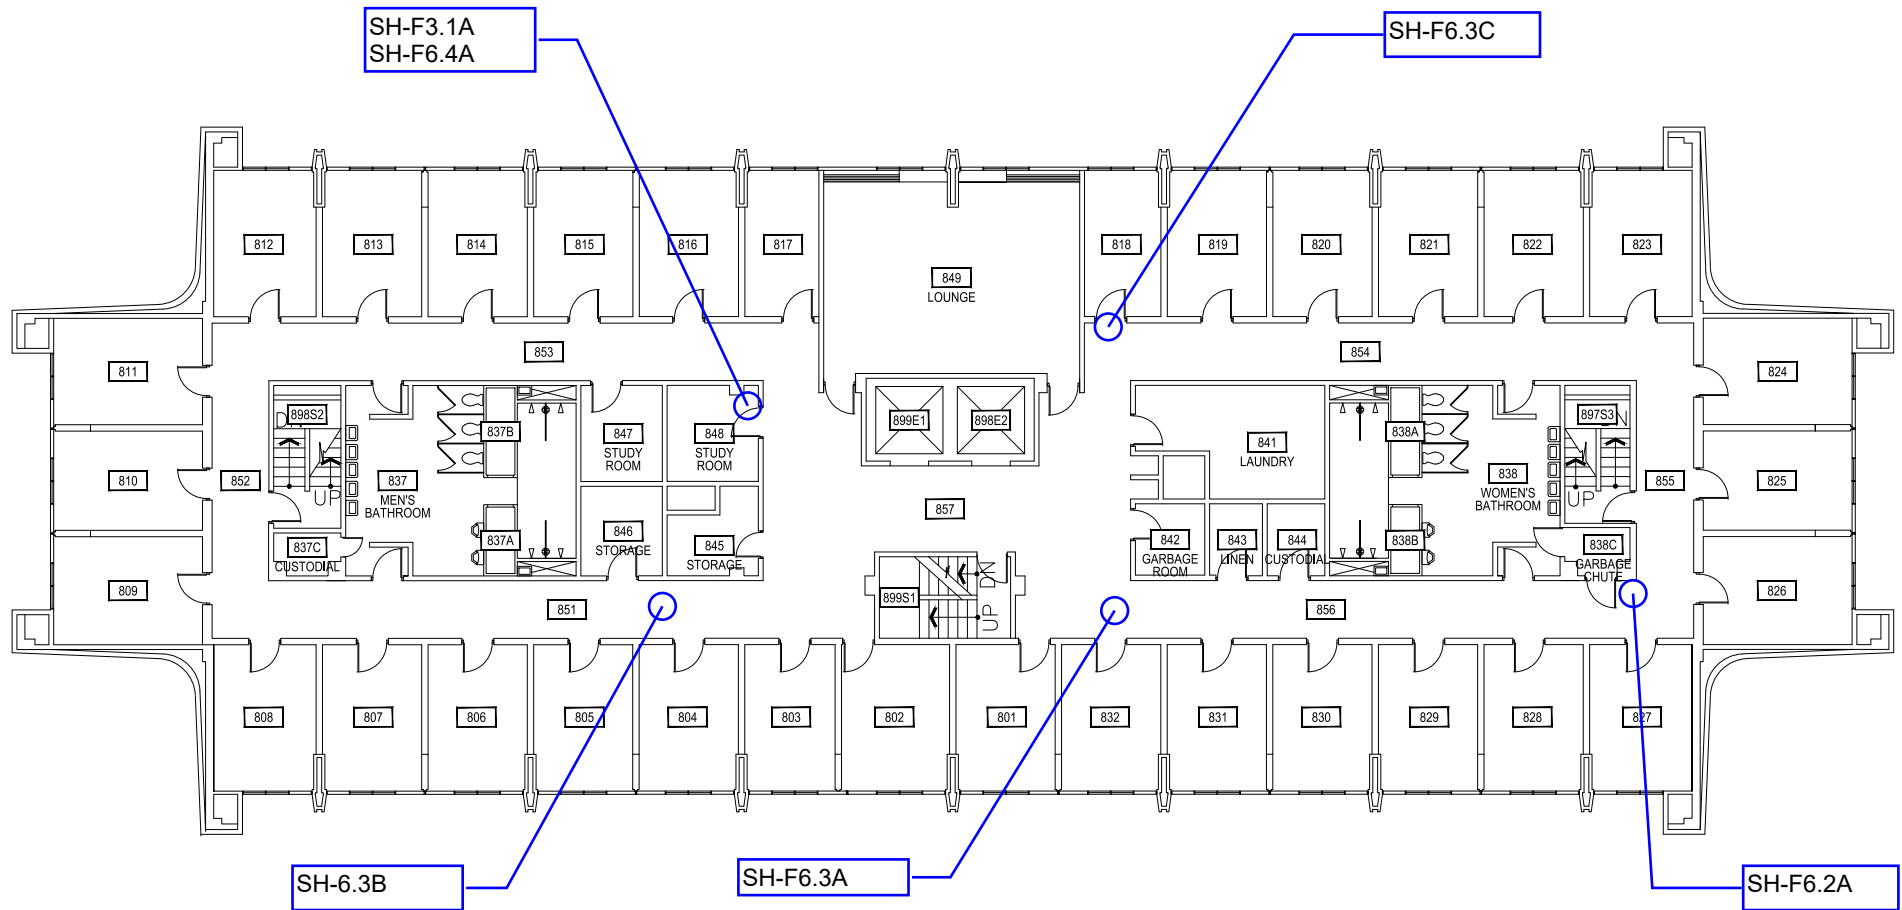 SH-F3.1A
SH-F6.4A
SH-F6.3C
812
813
814
815
816
817
849
LOUNGE
818
819
820
821
822
823
853
854
811
824
898S2
DN
UP
837B
847
STUDY
ROOM
848
STUDY
ROOM
899E1
898E2
841
LAUNDRY
838A
897S3
DN
UP
810
852
837
MEN'S
BATHROOM
838
WOMEN'S
BATHROOM
855
825
857
837C
CUSTODIAL
837A
846
STORAGE
845
STORAGE
842
GARBAGE
ROOM
843
LINEN
844
CUSTODIAL
838B
838C
GARBAGE
CHUTE
809
826
851
899S1
UP
DN
856
808
807
806
805
804
803
802
801
832
831
830
829
828
827
SH-6.3B
SH-F6.3A
SH-F6.2A